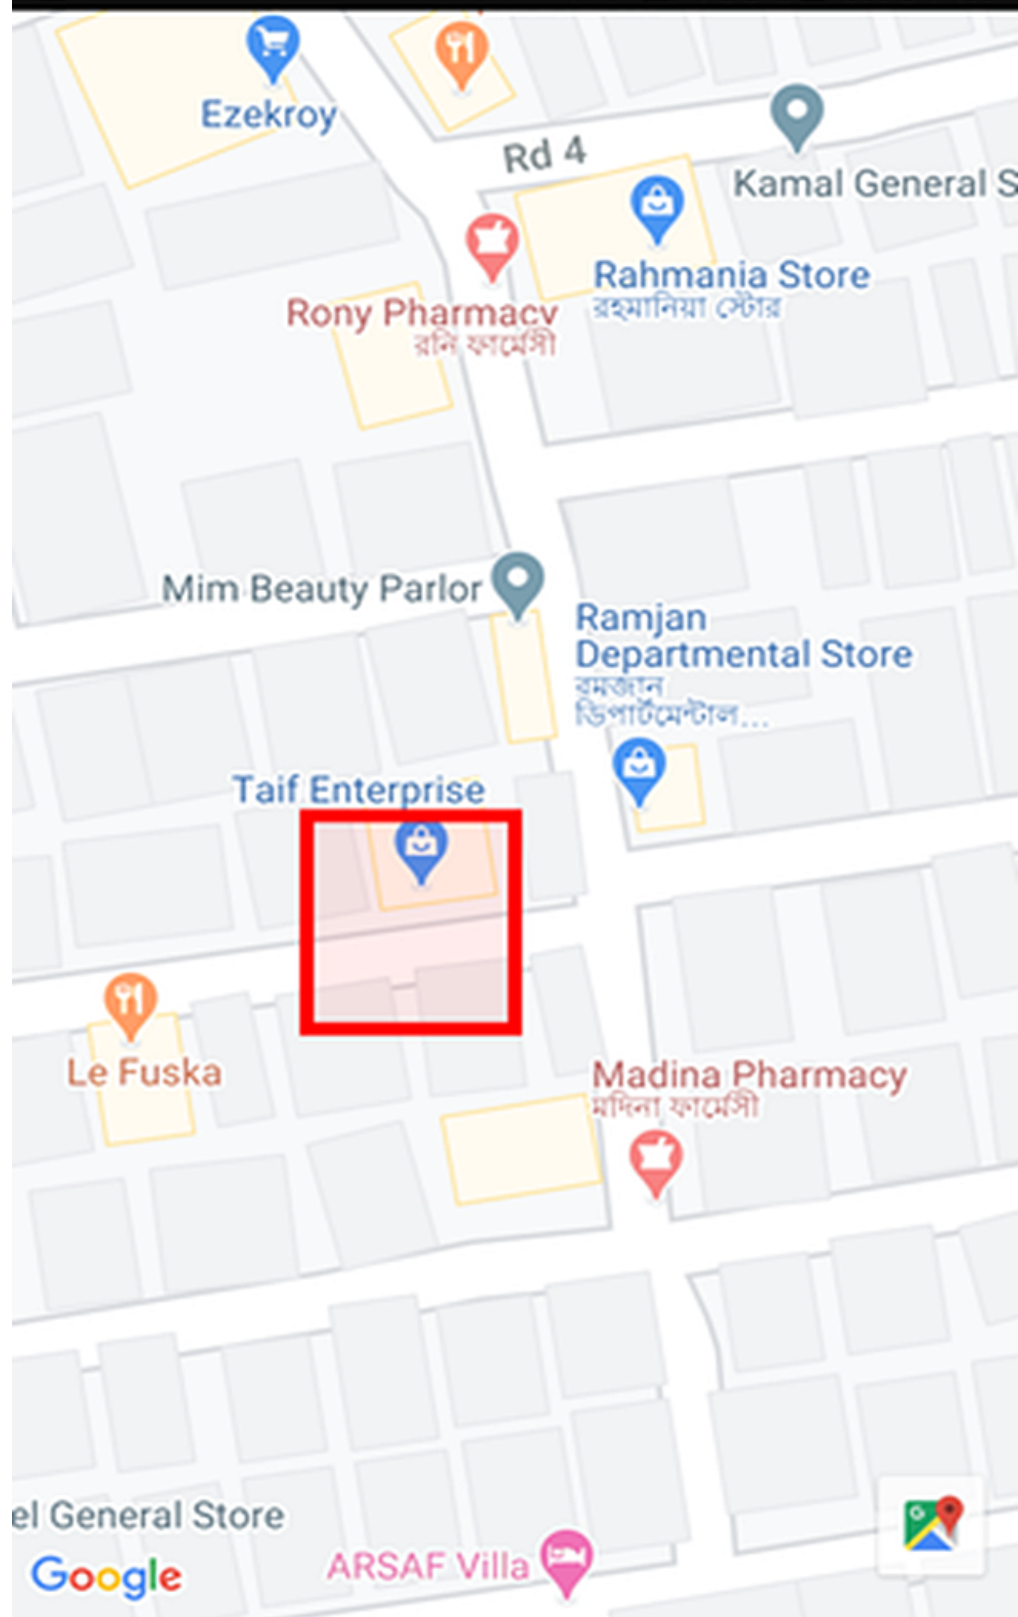 Ezekroy
Rd 4
Kamal General S
Rahmania Store
রহমানিয়া স্টোর
Rony Pharmacy
রনি ফার্মেসী
Mim Beauty Parlor
Ramjan
Departmental Store
রমজান
ডিপার্টমেন্টাল...
Taif Enterprise
Le Fuska
Madina Pharmacy
মদিনা ফার্মেসী
el General Store
ARSAF Villa
Google